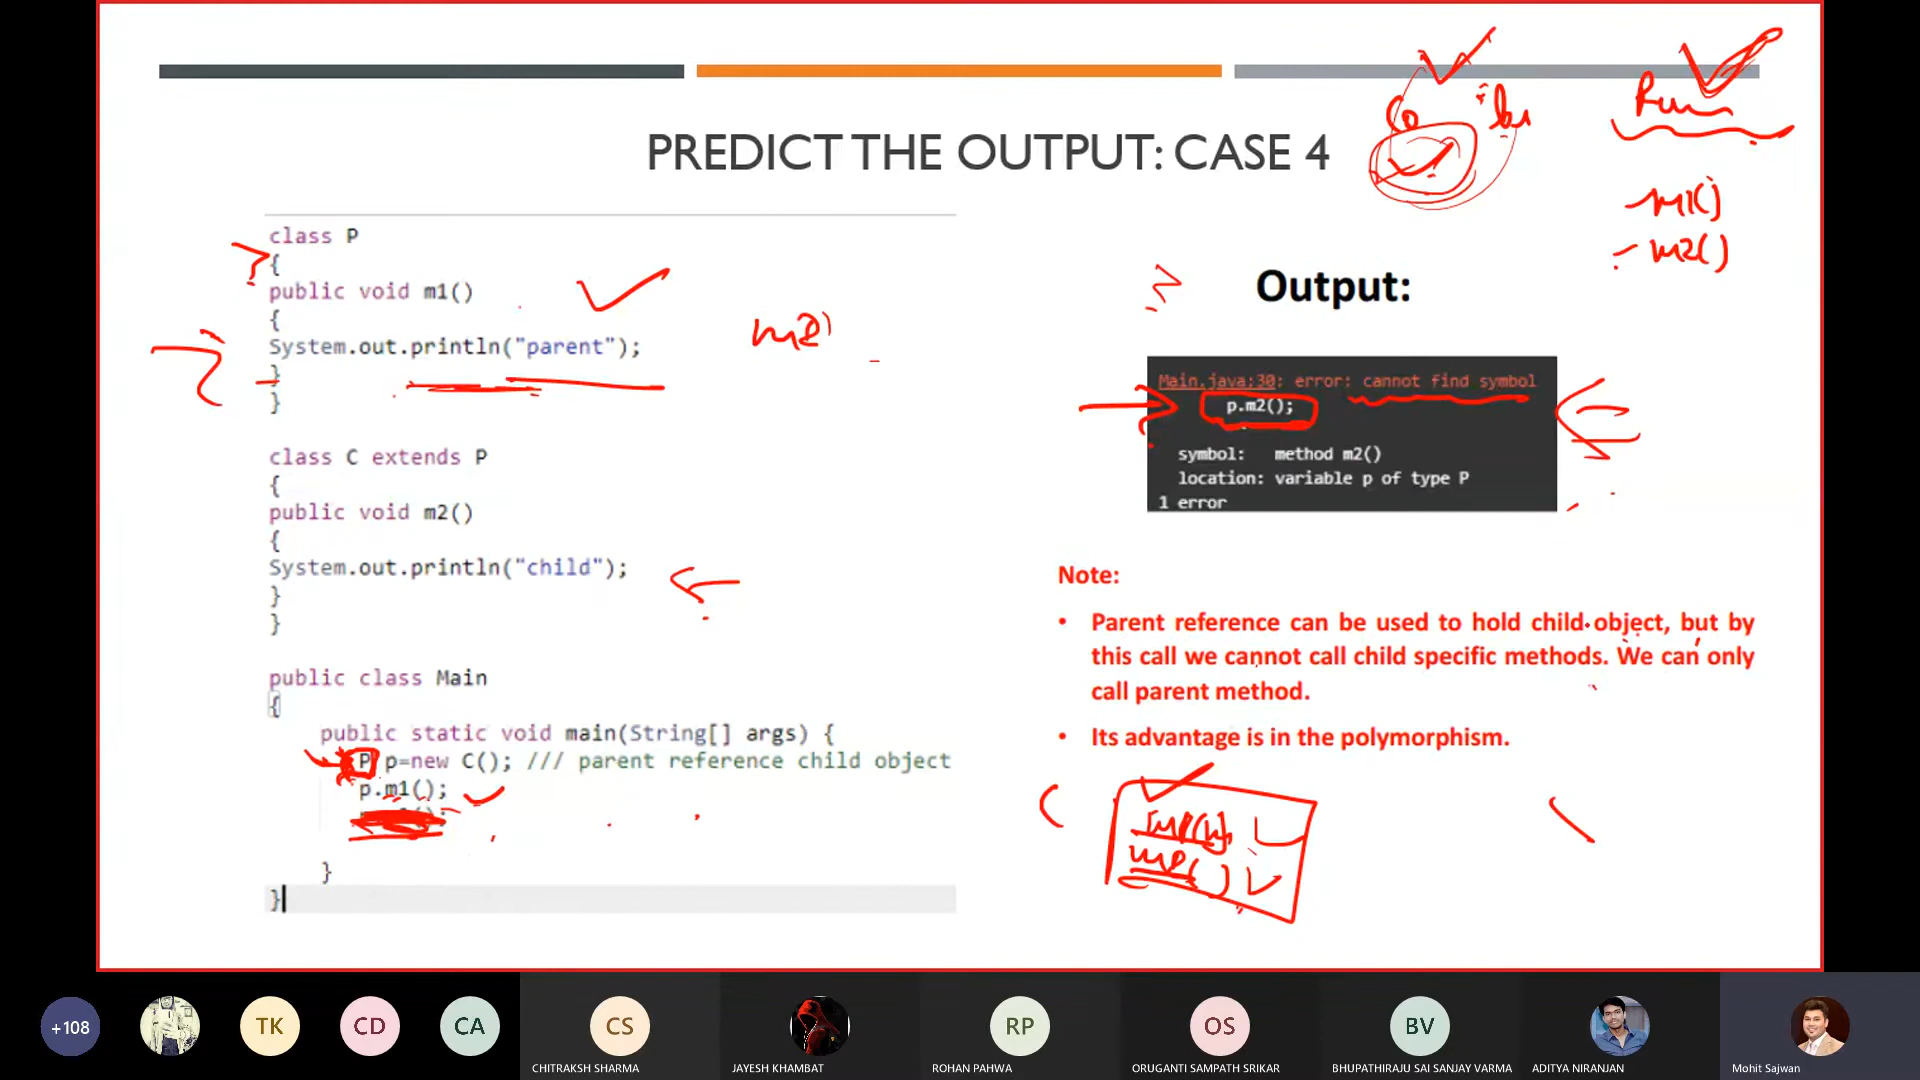 PREDICT THE OUTPUT: CASE 4
Run
m1()
m2()
class P
{
public void m1()
{
System.out.println("parent");
}
}
m2
class C extends P
{
public void m2()
{
System.out.println("child");
}
}
public class Main
{
public static void main(String[] args) {
P p=new C(); /// parent reference child object
p.m1();
}
}
Output:
Main.java:30: error: cannot find symbol
p.m2();
symbol: method m2()
location: variable p of type P
1 error
Note:
• Parent reference can be used to hold child object, but by
this call we cannot call child specific methods. We can only
call parent method.
• Its advantage is in the polymorphism.
+108
TK
CD
CA
CS
CHITRAKSH SHARMA
JAYESH KHAMBAT
RP
ROHAN PAHWA
OS
ORUGANTI SAMPATH SRIKAR
BV
BHUPATHIRAJU SAI SANJAY VARMA
ADITYA NIRANJAN
Mohit Sajwan